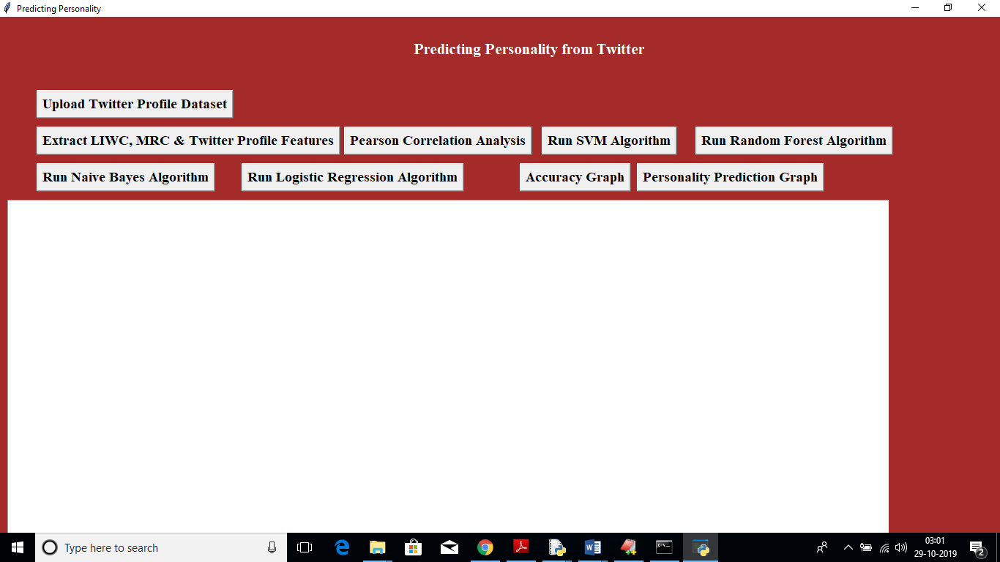 Predicting Personality
Predicting Personality from Twitter
Upload Twitter Profile Dataset
Extract LIWC, MRC & Twitter Profile Features Pearson Correlation Analysis Run SVM Algorithm Run Random Forest Algorithm
Run Naive Bayes Algorithm Run Logistic Regression Algorithm Accuracy Graph Personality Prediction Graph
Type here to search
03:01
29-10-2019
2